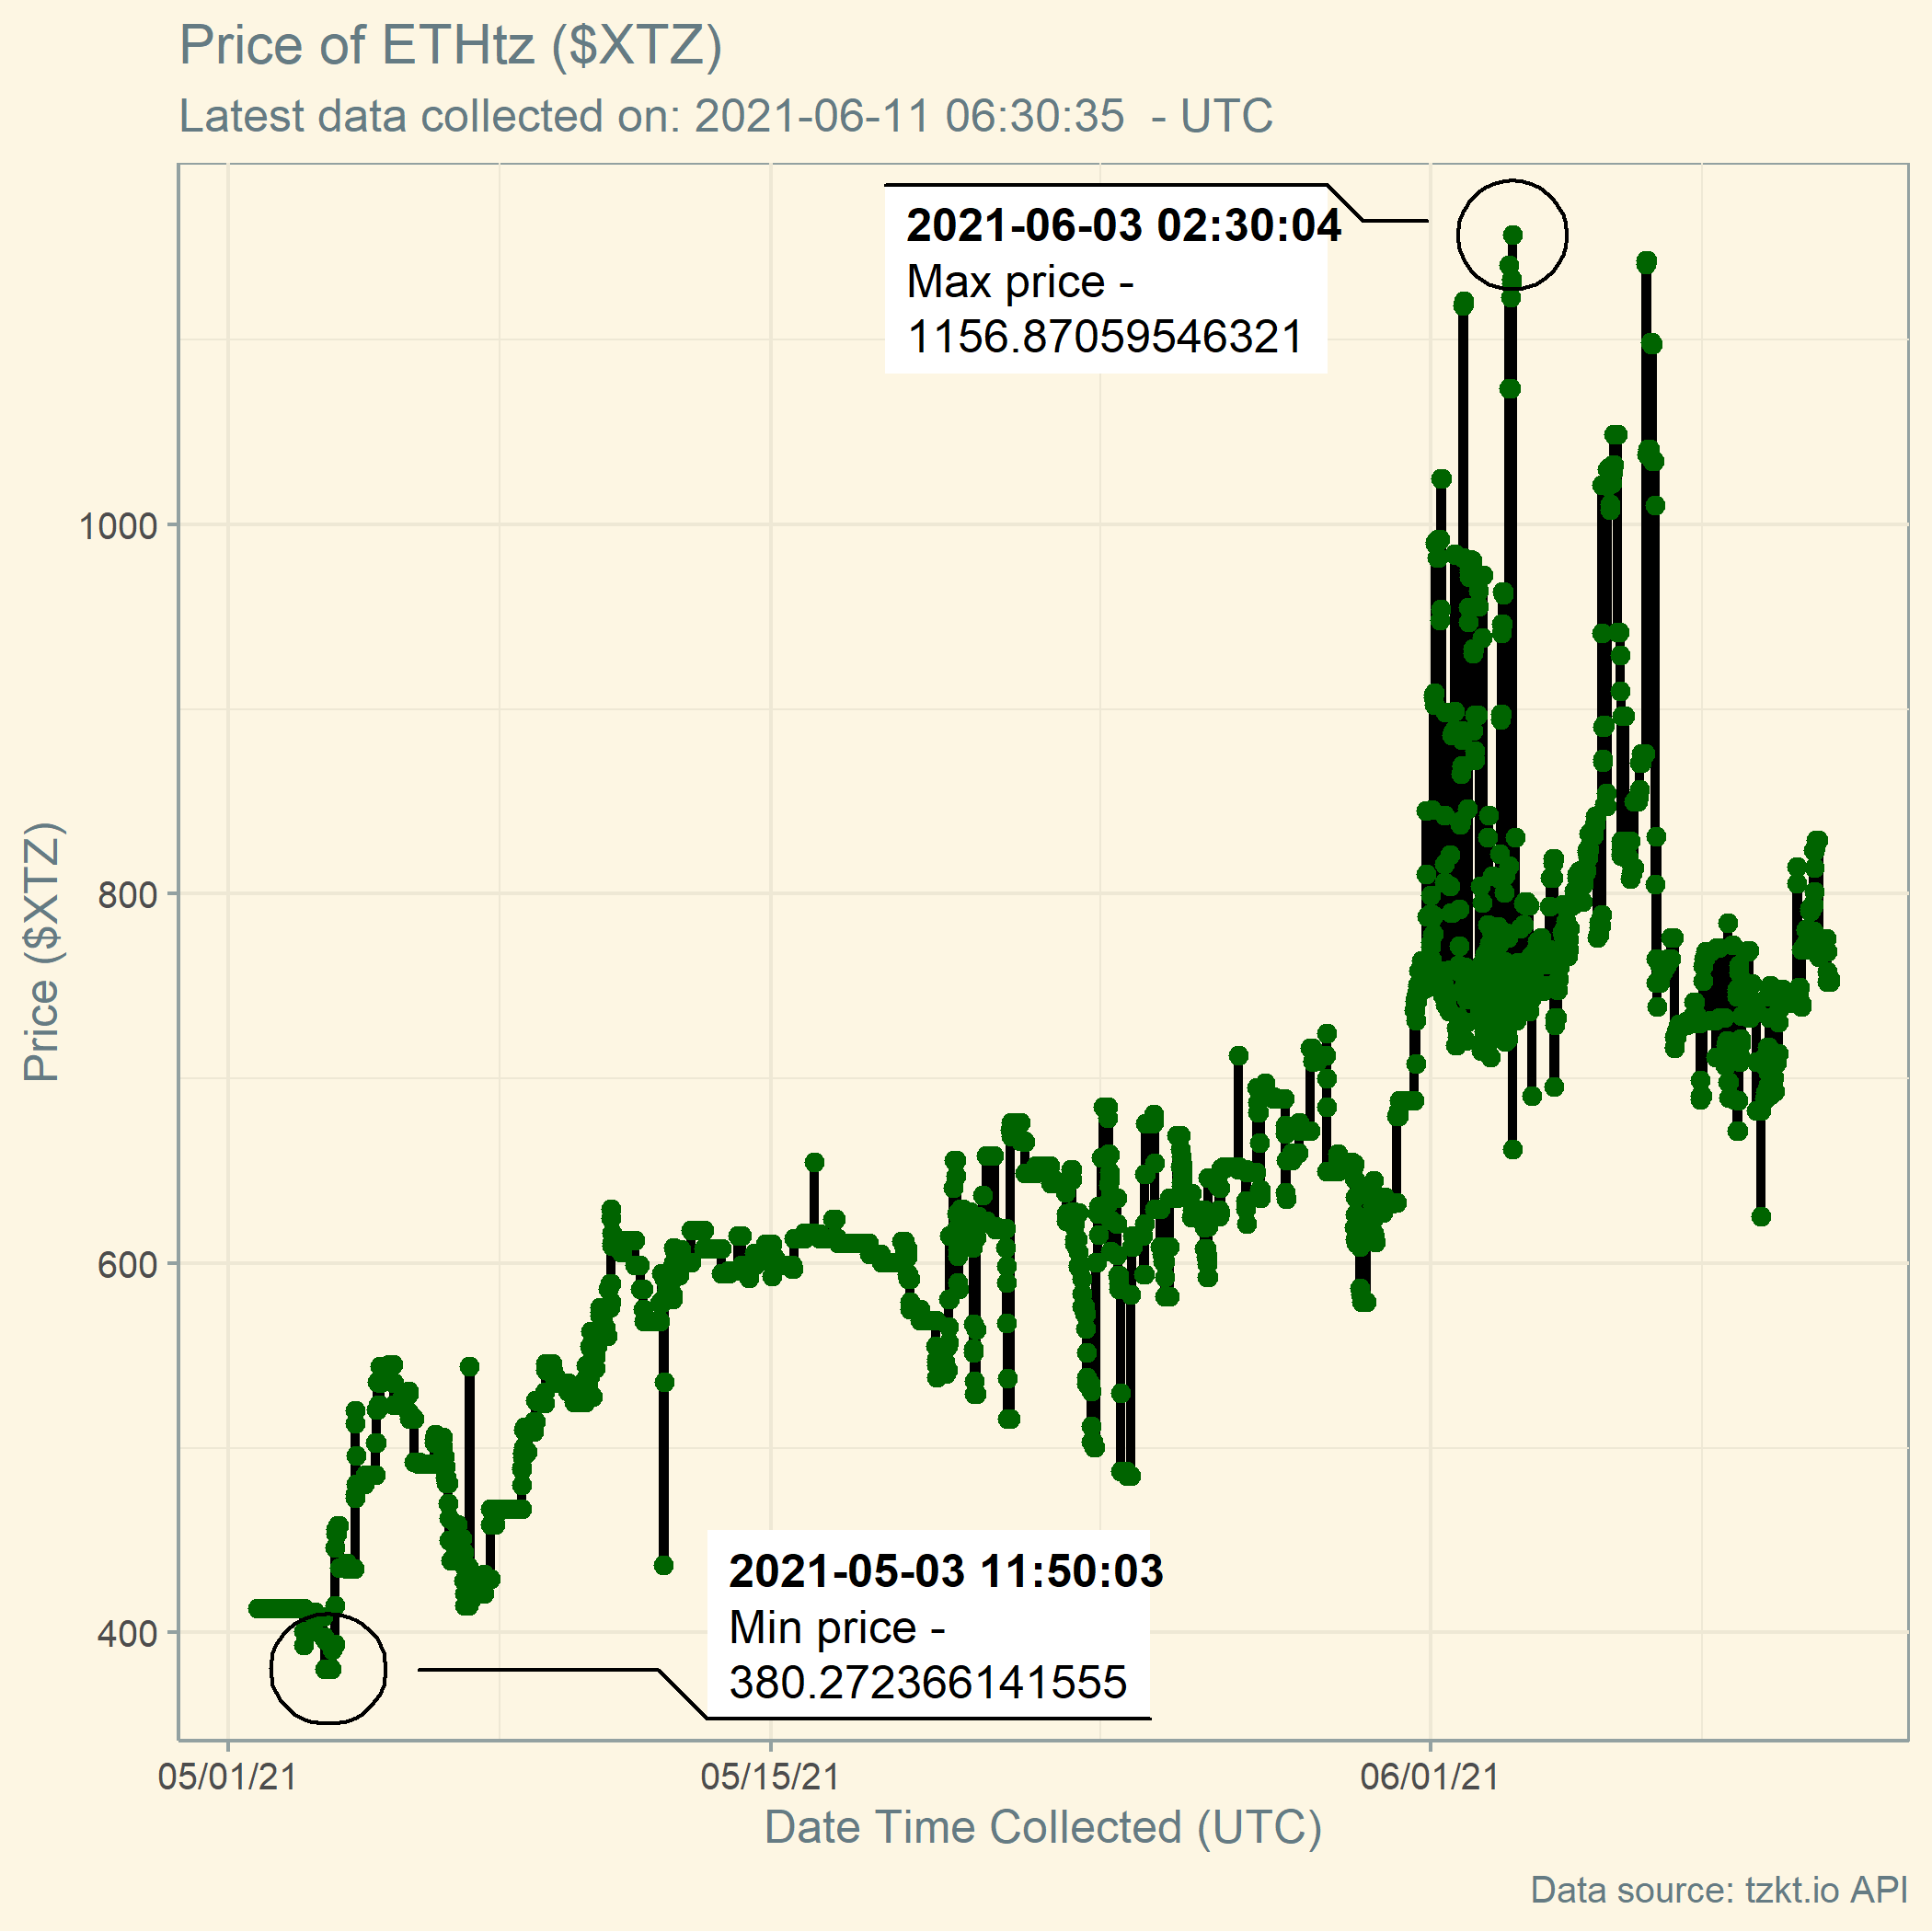 Price of ETHtz ($XTZ)
Latest data collected on: 2021-06-11 06:30:35  - UTC
2021-06-03 02:30:04
Max price -
1156.87059546321
1000
800
600
400
Price ($XTZ)
2021-05-03 11:50:03
Min price -
380.272366141555
05/01/21
05/15/21
06/01/21
Date Time Collected (UTC)
Data source: tzkt.io API